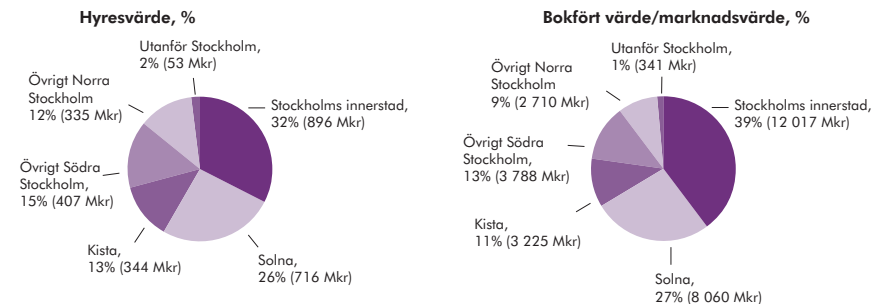 Hyresvärde, %
Utanför Stockholm,
2% (53 Mkr)
Övrigt Norra
Stockholm
12% (335 Mkr)
Stockholms innerstad,
32% (896 Mkr)
Övrigt Södra
Stockholm,
15% (407 Mkr)
Kista,
13% (344 Mkr)
Solna,
26% (716 Mkr)
Bokfört värde/marknadsvärde, %
Utanför Stockholm,
1% (341 Mkr)
Övrigt Norra
Stockholm
9% (2 710 Mkr)
Stockholms innerstad,
39% (12 017 Mkr)
Övrigt Södra
Stockholm,
13% (3 788 Mkr)
Kista,
11% (3 225 Mkr)
Solna,
27% (8 060 Mkr)